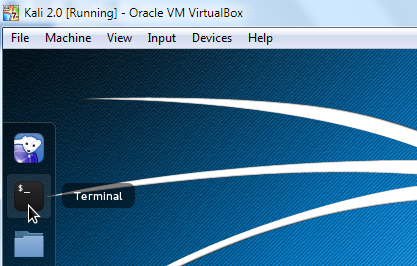 Kali 2.0 [Running] - Oracle VM VirtualBox
File Machine View Input Devices Help
$_
Terminal